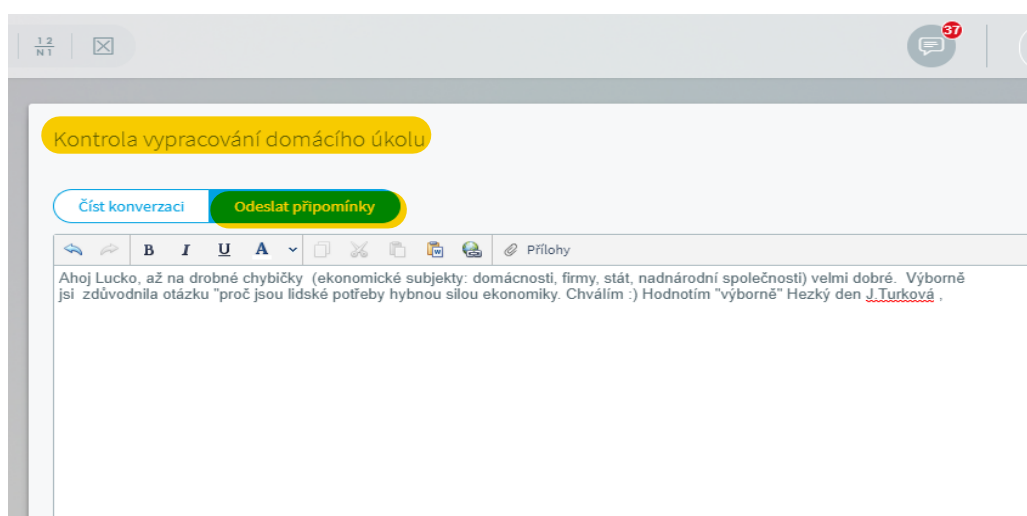 1 2
N 1
37
Kontrola vypracování domácího úkolu
Číst konverzaci
Odeslat připomínky
B I U A
Přílohy
Ahoj Lucko, až na drobné chybičky  (ekonomické subjekty: domácnosti, firmy, stát, nadnárodní společnosti) velmi dobré.  Výborně
jsi  zdůvodnila otázku "proč jsou lidské potřeby hybnou silou ekonomiky. Chválím :) Hodnotím "výborně" Hezký den J.Turková ,